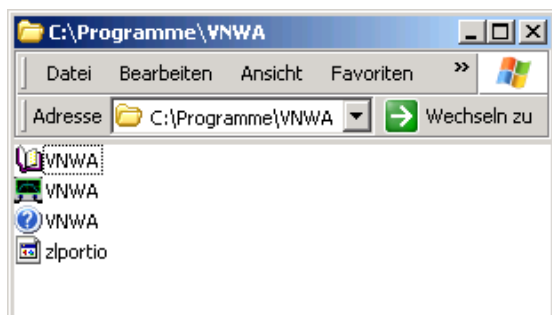 C:\Programme\VNWA
Datei Bearbeiten Ansicht Favoriten »
Adresse C:\Programme\VNWA Wechseln zu
VNWA
VNWA
VNWA
zlportio